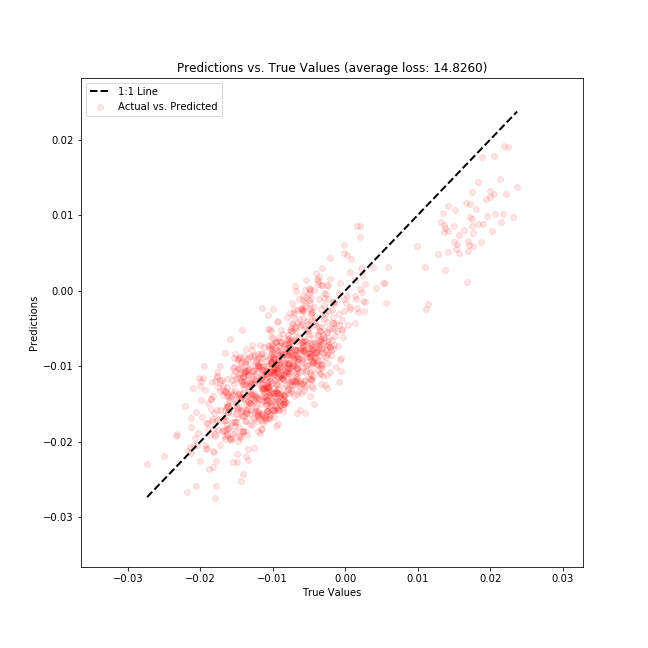 Predictions vs. True Values (average loss: 14.8260)
1:1 Line
Actual vs. Predicted
0.02
0.01
0.00
−0.01
−0.02
−0.03
Predictions
−0.03
−0.02
−0.01
0.00
0.01
0.02
0.03
True Values